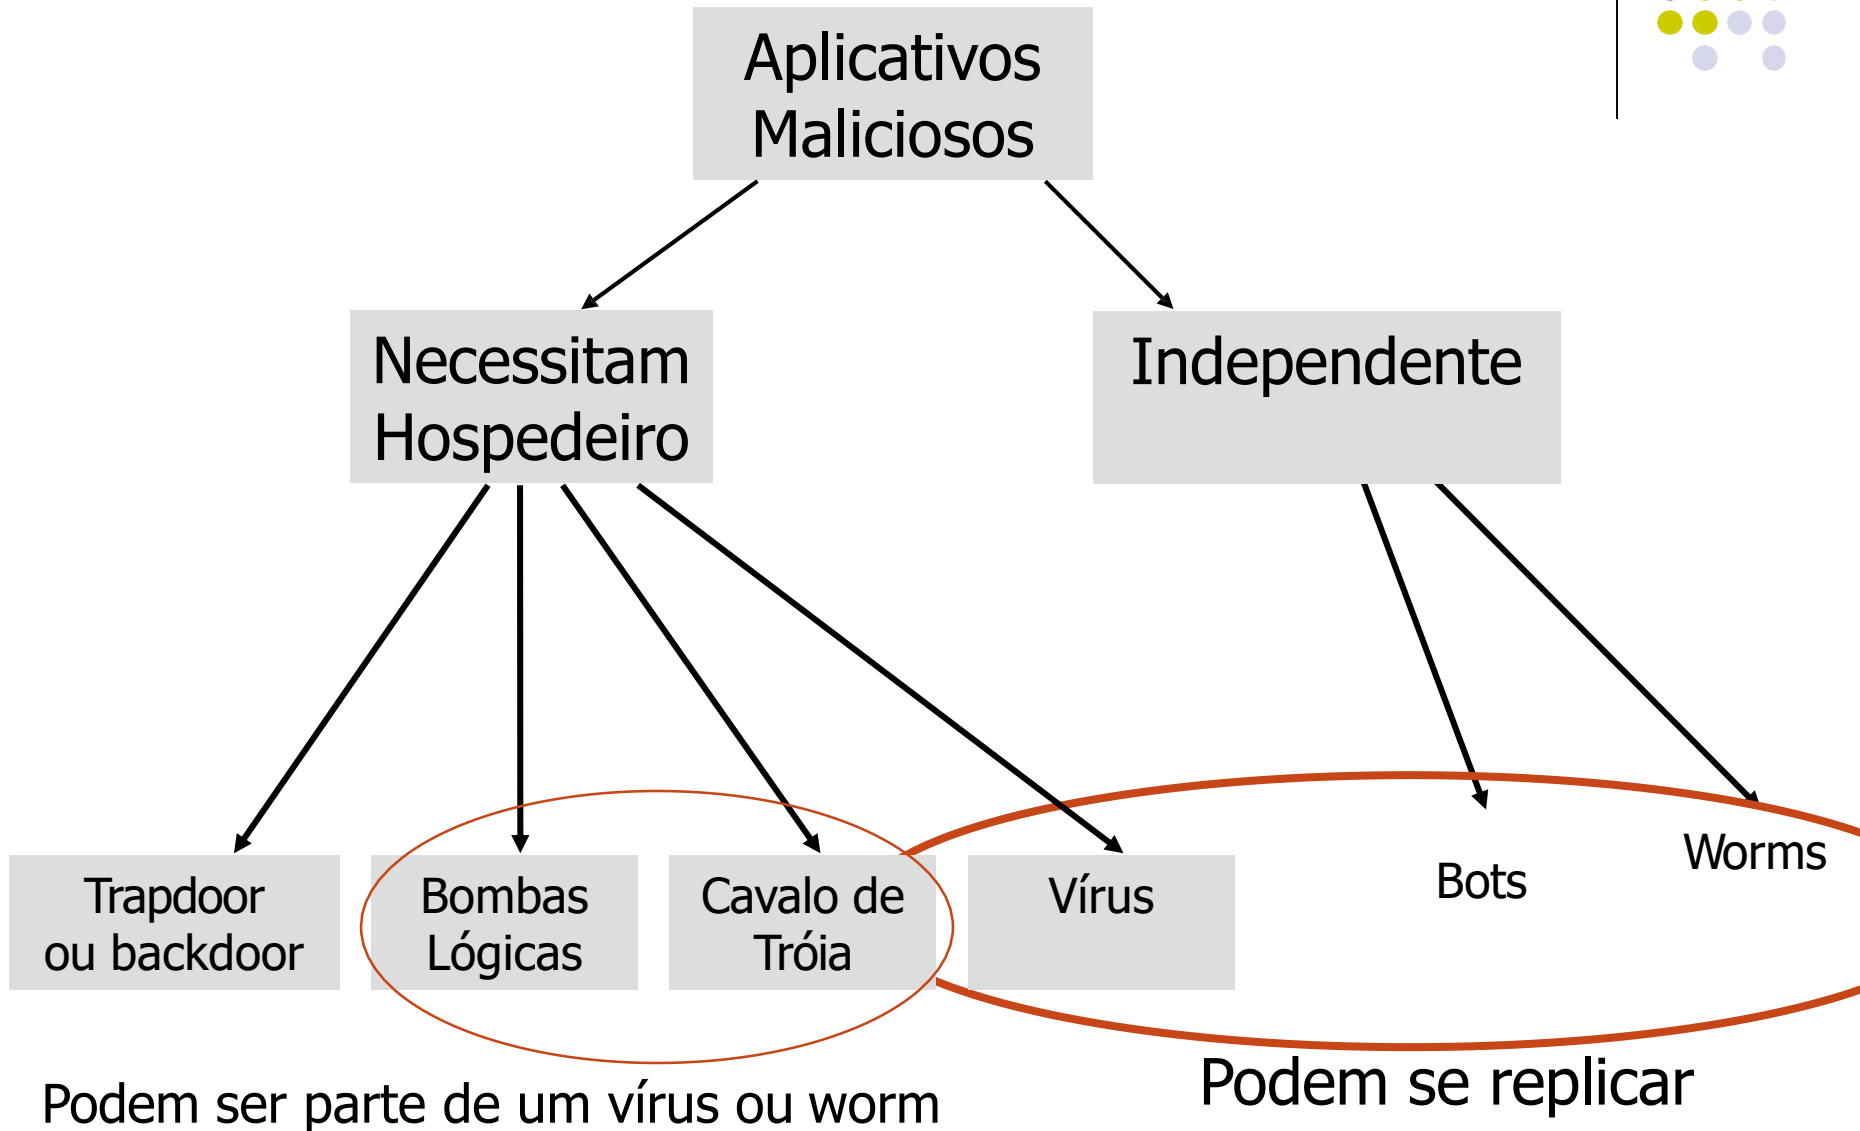 Aplicativos
Maliciosos
Necessitam
Hospedeiro
Independente
Trapdoor
ou backdoor
Bombas
Lógicas
Cavalo de
Tróia
Vírus
Bots
Worms
Podem ser parte de um vírus ou worm
Podem se replicar